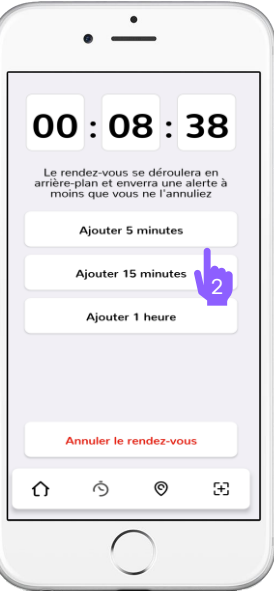 00 : 08 : 38
Le rendez-vous se déroulera en
arrière-plan et enverra une alerte à
moins que vous ne l'annuliez
Ajouter 5 minutes
Ajouter 15 minutes
2
Ajouter 1 heure
Annuler le rendez-vous